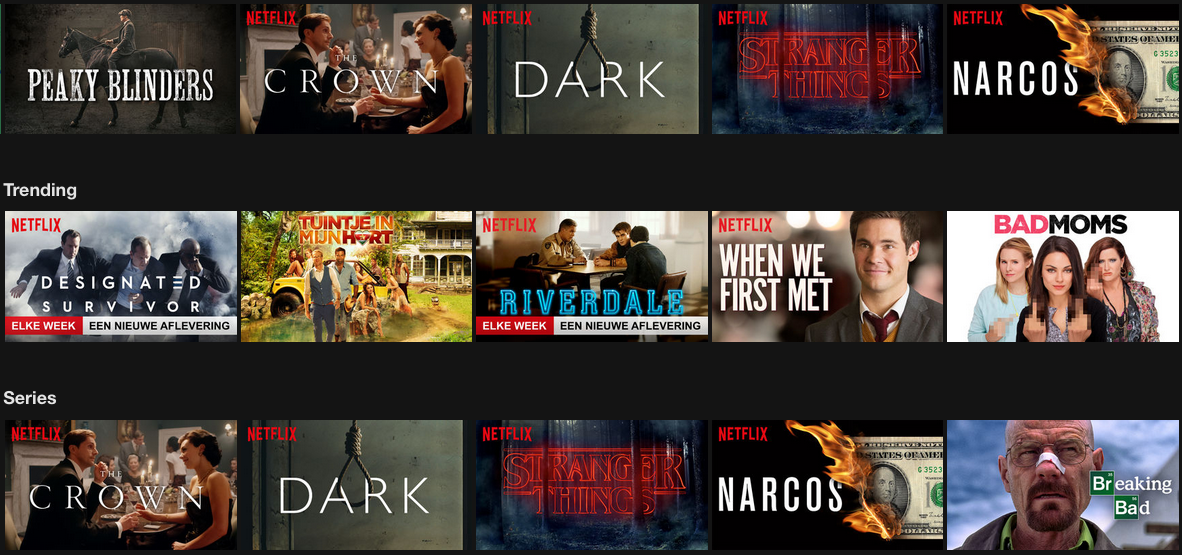 PEAKY BLINDERS
NETFLIX
THE
CROWN
NETFLIX
DARK
NETFLIX
STRANGER
THINGS
NETFLIX
NARCOS
Trending
NETFLIX
DESIGNATED
SURVIVOR
ELKE WEEK EEN NIEUWE AFLEVERING
TUINTJE IN
MIJN HART
NETFLIX
RIVERDALE
ELKE WEEK EEN NIEUWE AFLEVERING
NETFLIX
WHEN WE
FIRST MET
BADMOMS
Series
NETFLIX
THE
CROWN
NETFLIX
DARK
NETFLIX
STRANGER
THINGS
NETFLIX
NARCOS
Breaking
Bad